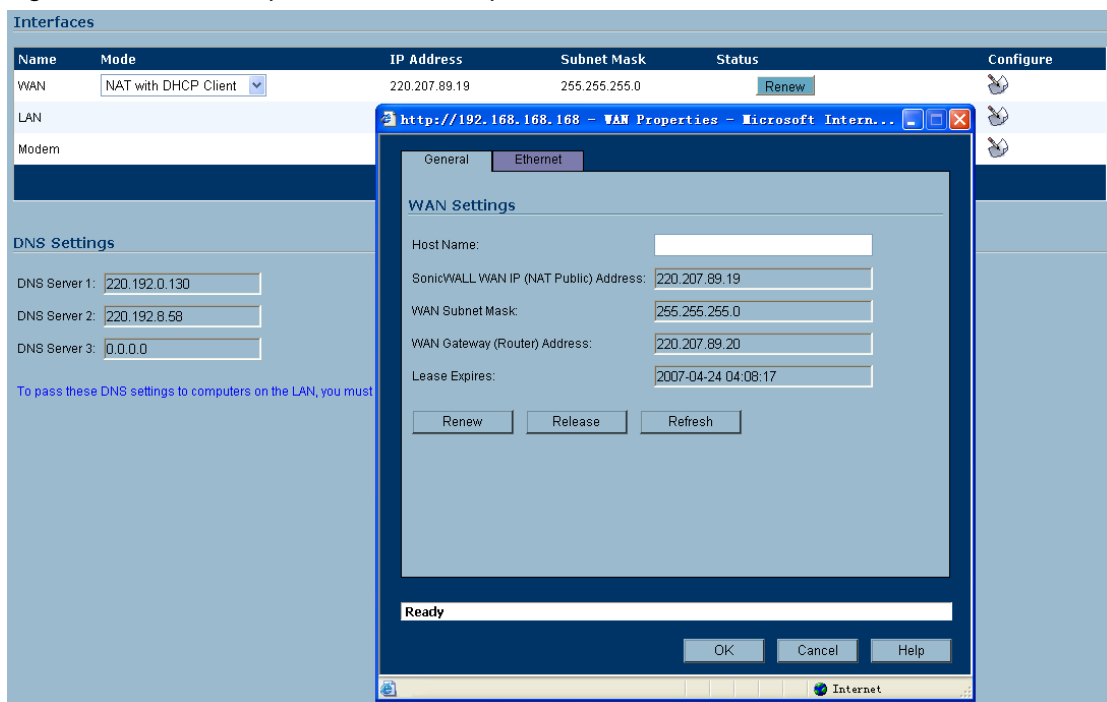 Interfaces
Name Mode IP Address Subnet Mask Status Configure
WAN NAT with DHCP Client 220.207.89.19 255.255.255.0 Renew
LAN
Modem
http://192.168.168.168 - WAN Properties - Microsoft Intern...
General Ethernet
WAN Settings
Host Name:
SonicWALL WAN IP (NAT Public) Address: 220.207.89.19
WAN Subnet Mask: 255.255.255.0
WAN Gateway (Router) Address: 220.207.89.20
Lease Expires: 2007-04-24 04:08:17
Renew Release Refresh
Ready
OK Cancel Help
Internet
DNS Settings
DNS Server 1: 220.192.0.130
DNS Server 2: 220.192.8.58
DNS Server 3: 0.0.0.0
To pass these DNS settings to computers on the LAN, you must